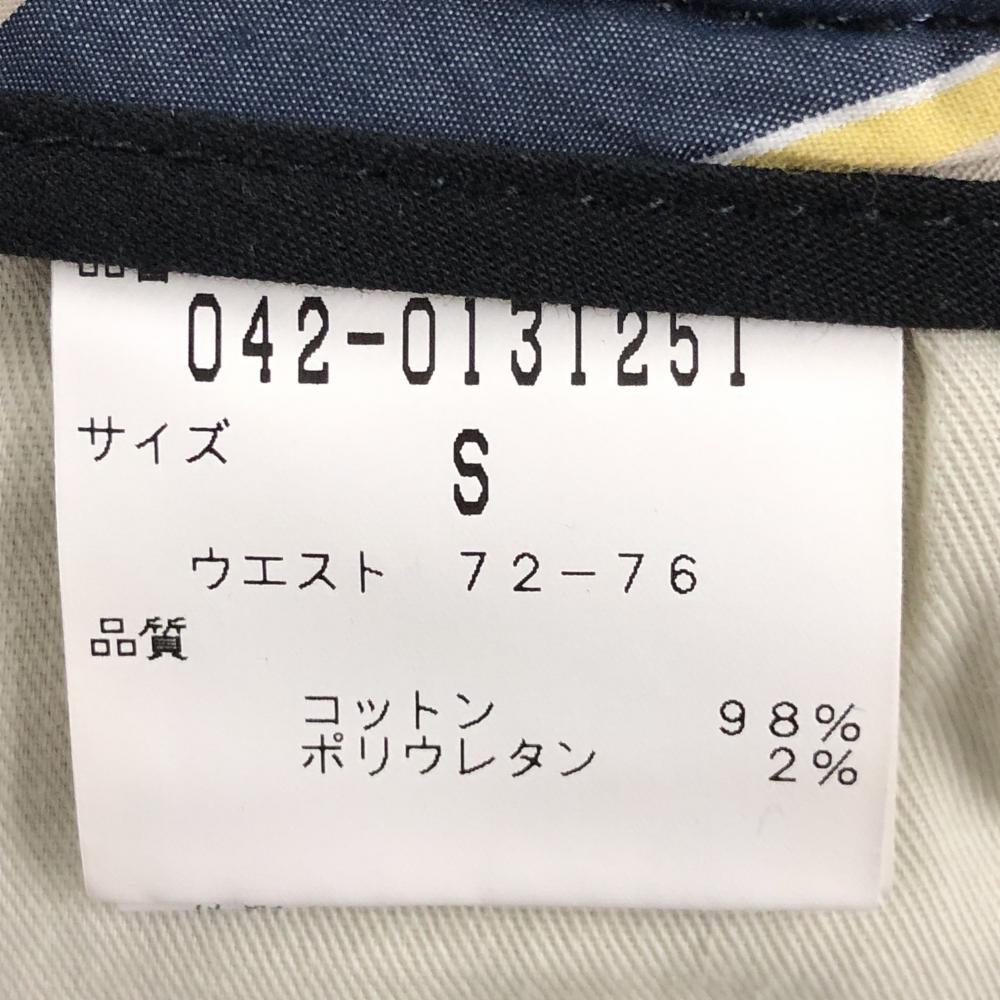 042-0131251
サイズ S
ウエスト 72-76
品質
コットン 98%
ポリウレタン 2%